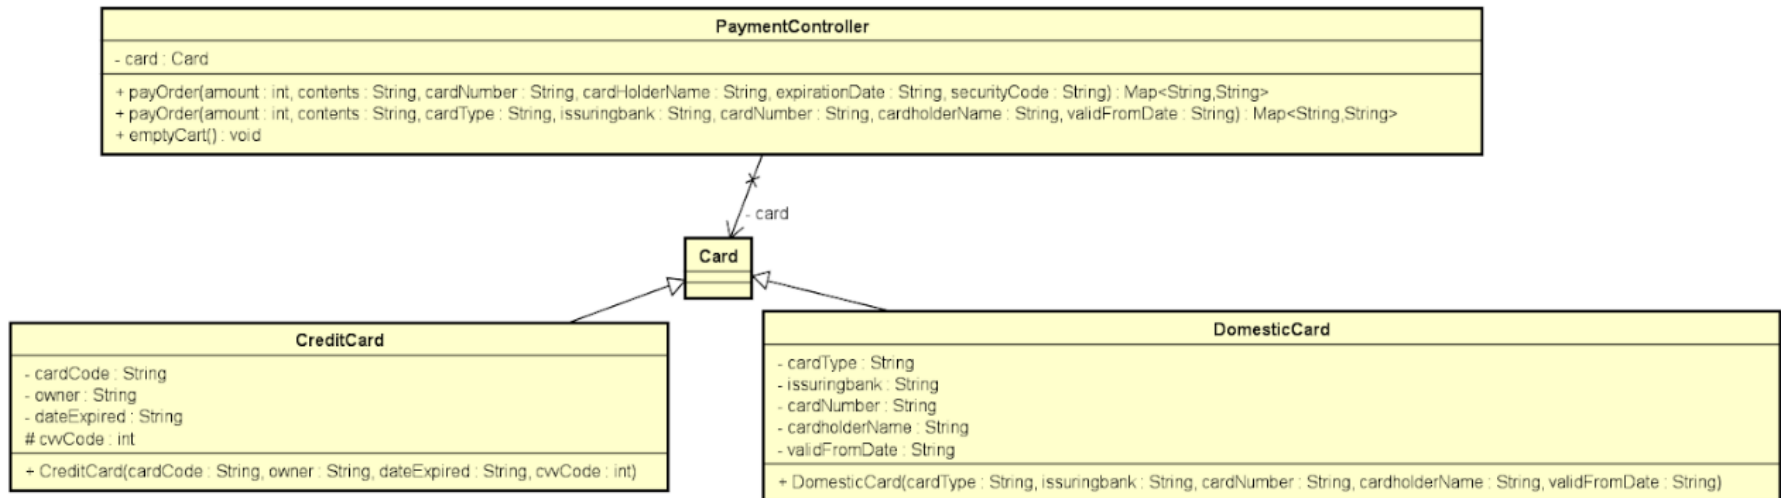 PaymentController
- card : Card
+ payOrder(amount : int, contents : String, cardNumber : String, cardHolderName : String, expirationDate : String, securityCode : String) : Map<String,String>
+ payOrder(amount : int, contents : String, cardType : String, issuringbank : String, cardNumber : String, cardholderName : String, validFromDate : String) : Map<String,String>
+ emptyCart() : void
- card
Card
CreditCard
- cardCode : String
- owner : String
- dateExpired : String
# cvvCode : int
+ CreditCard(cardCode : String, owner : String, dateExpired : String, cvvCode : int)
DomesticCard
- cardType : String
- issuringbank : String
- cardNumber : String
- cardholderName : String
- validFromDate : String
+ DomesticCard(cardType : String, issuringbank : String, cardNumber : String, cardholderName : String, validFromDate : String)